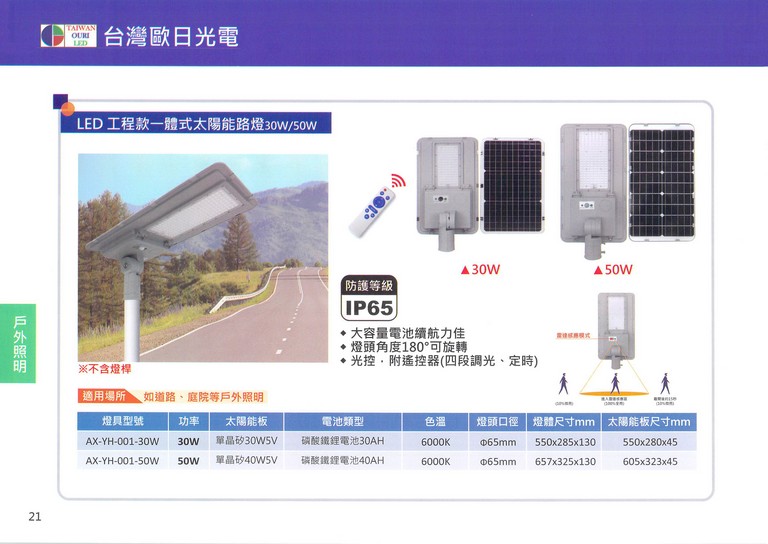 TAIWAN
OURI
LED
台灣歐日光電
LED 工程款一體式太陽能路燈30W/50W
▲30W
▲50W
防護等級
IP65
◆ 大容量電池續航力佳
◆ 燈頭角度180°可旋轉
◆ 光控．附遙控器(四段調光、定時)
雷達感應模式
※不含燈桿
戶外照明
適用場所 如道路、庭院等戶外照明
燈具型號 功率 太陽能板 電池類型 色溫 燈頭口徑 燈體尺寸mm 太陽能板尺寸mm
AX-YH-001-30W 30W 單晶矽30W5V 磷酸鐵鋰電池30AH 6000K Φ65mm 550x285x130 550x280x45
AX-YH-001-50W 50W 單晶矽40W5V 磷酸鐵鋰電池40AH 6000K Φ65mm 657x325x130 605x323x45
21